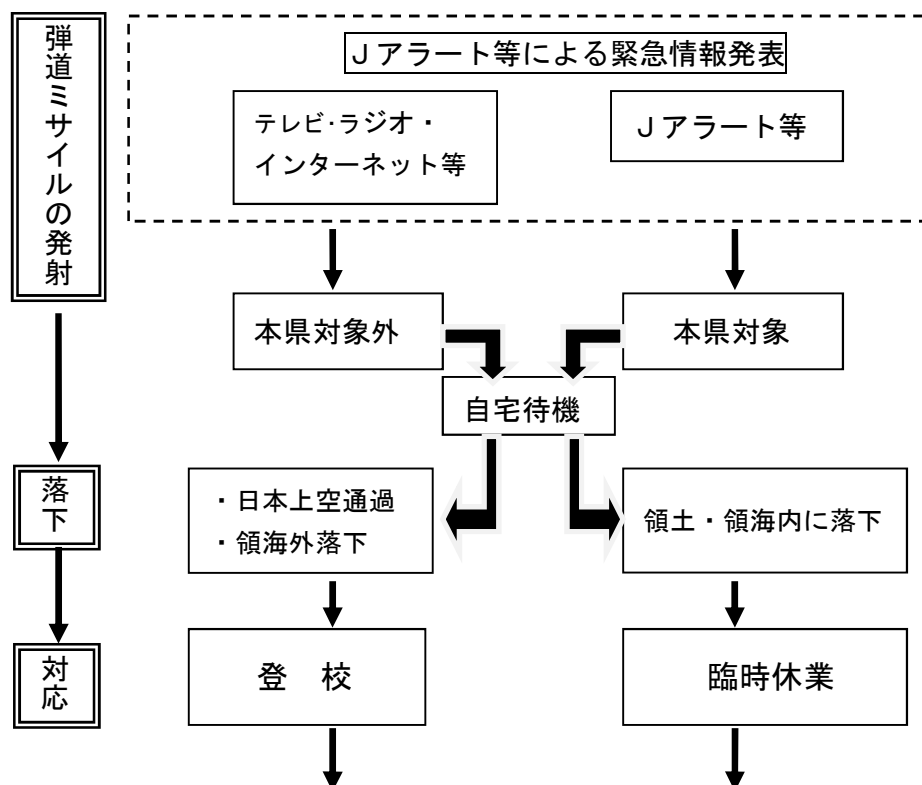 弾道ミサイルの発射
Jアラート等による緊急情報発表
テレビ・ラジオ・
インターネット等
Jアラート等
本県対象外
本県対象
自宅待機
落下
・日本上空通過
・領海外落下
領土・領海内に落下
対応
登　校
臨時休業